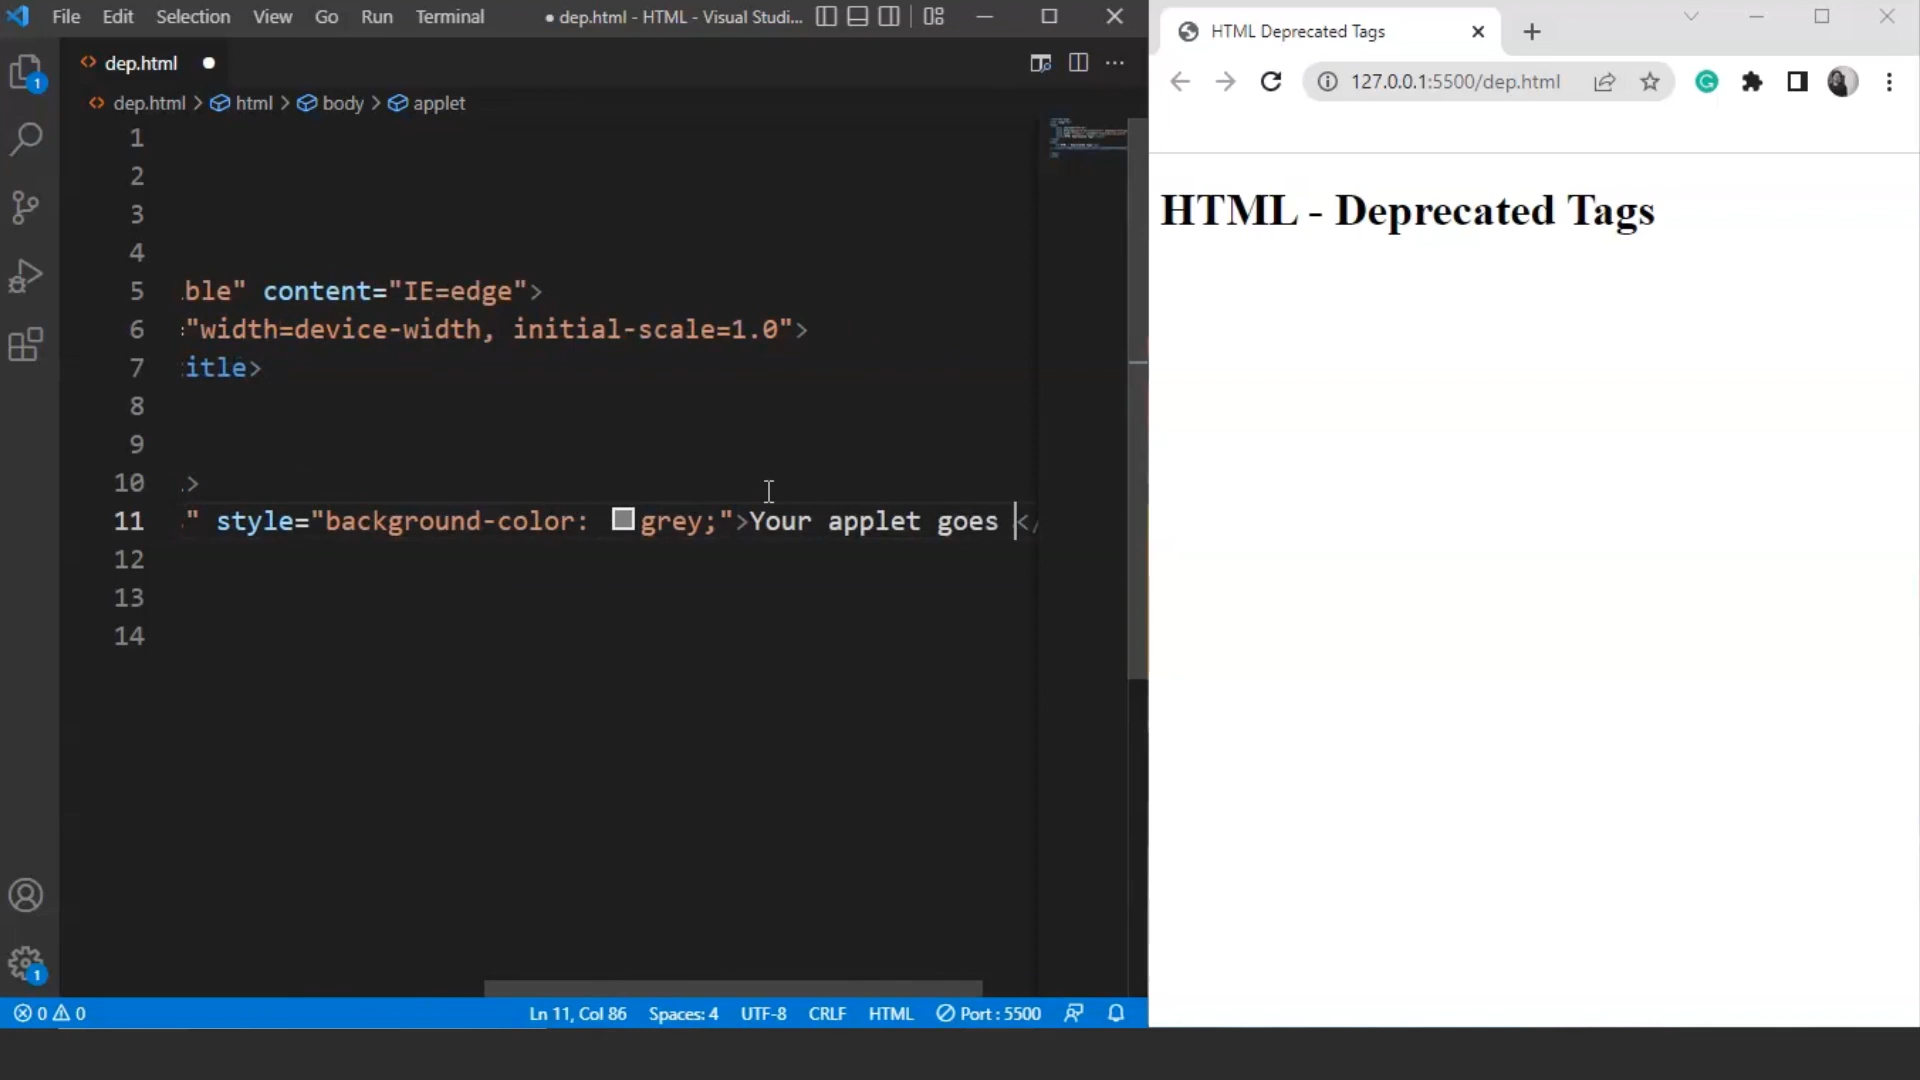 File Edit Selection View Go Run Terminal ● dep.html - HTML - Visual Studi...
dep.html
dep.html > html > body > applet
1
2
3
4
5 ble" content="IE=edge">
6 ="width=device-width, initial-scale=1.0">
7 itle>
8
9
10 >
11 " style="background-color: grey;">Your applet goes </
12
13
14
1
1
0 0 Ln 11, Col 86 Spaces: 4 UTF-8 CRLF HTML Port : 5500
HTML Deprecated Tags
127.0.0.1:5500/dep.html
HTML - Deprecated Tags